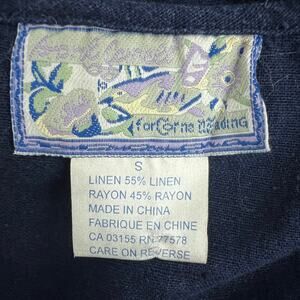 for
S
LINEN 55% LINEN
RAYON 45% RAYON
MADE IN CHINA
FABRIQUE EN CHINE
CA 03155 RN 77578
CARE ON REVERSE